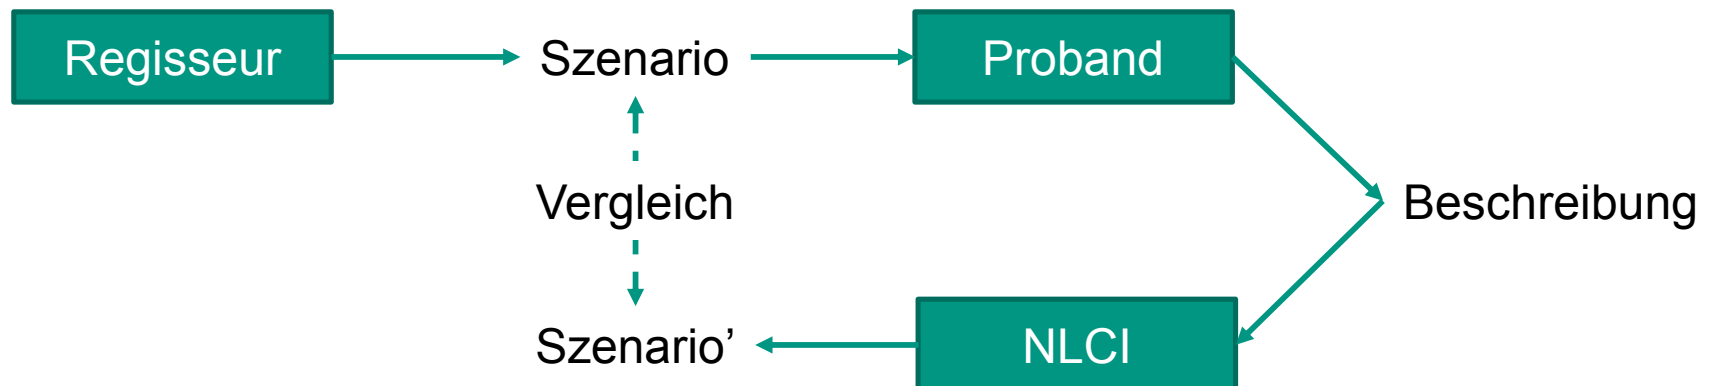 Regisseur
Szenario
Proband
Vergleich
Beschreibung
Szenario’
NLCI